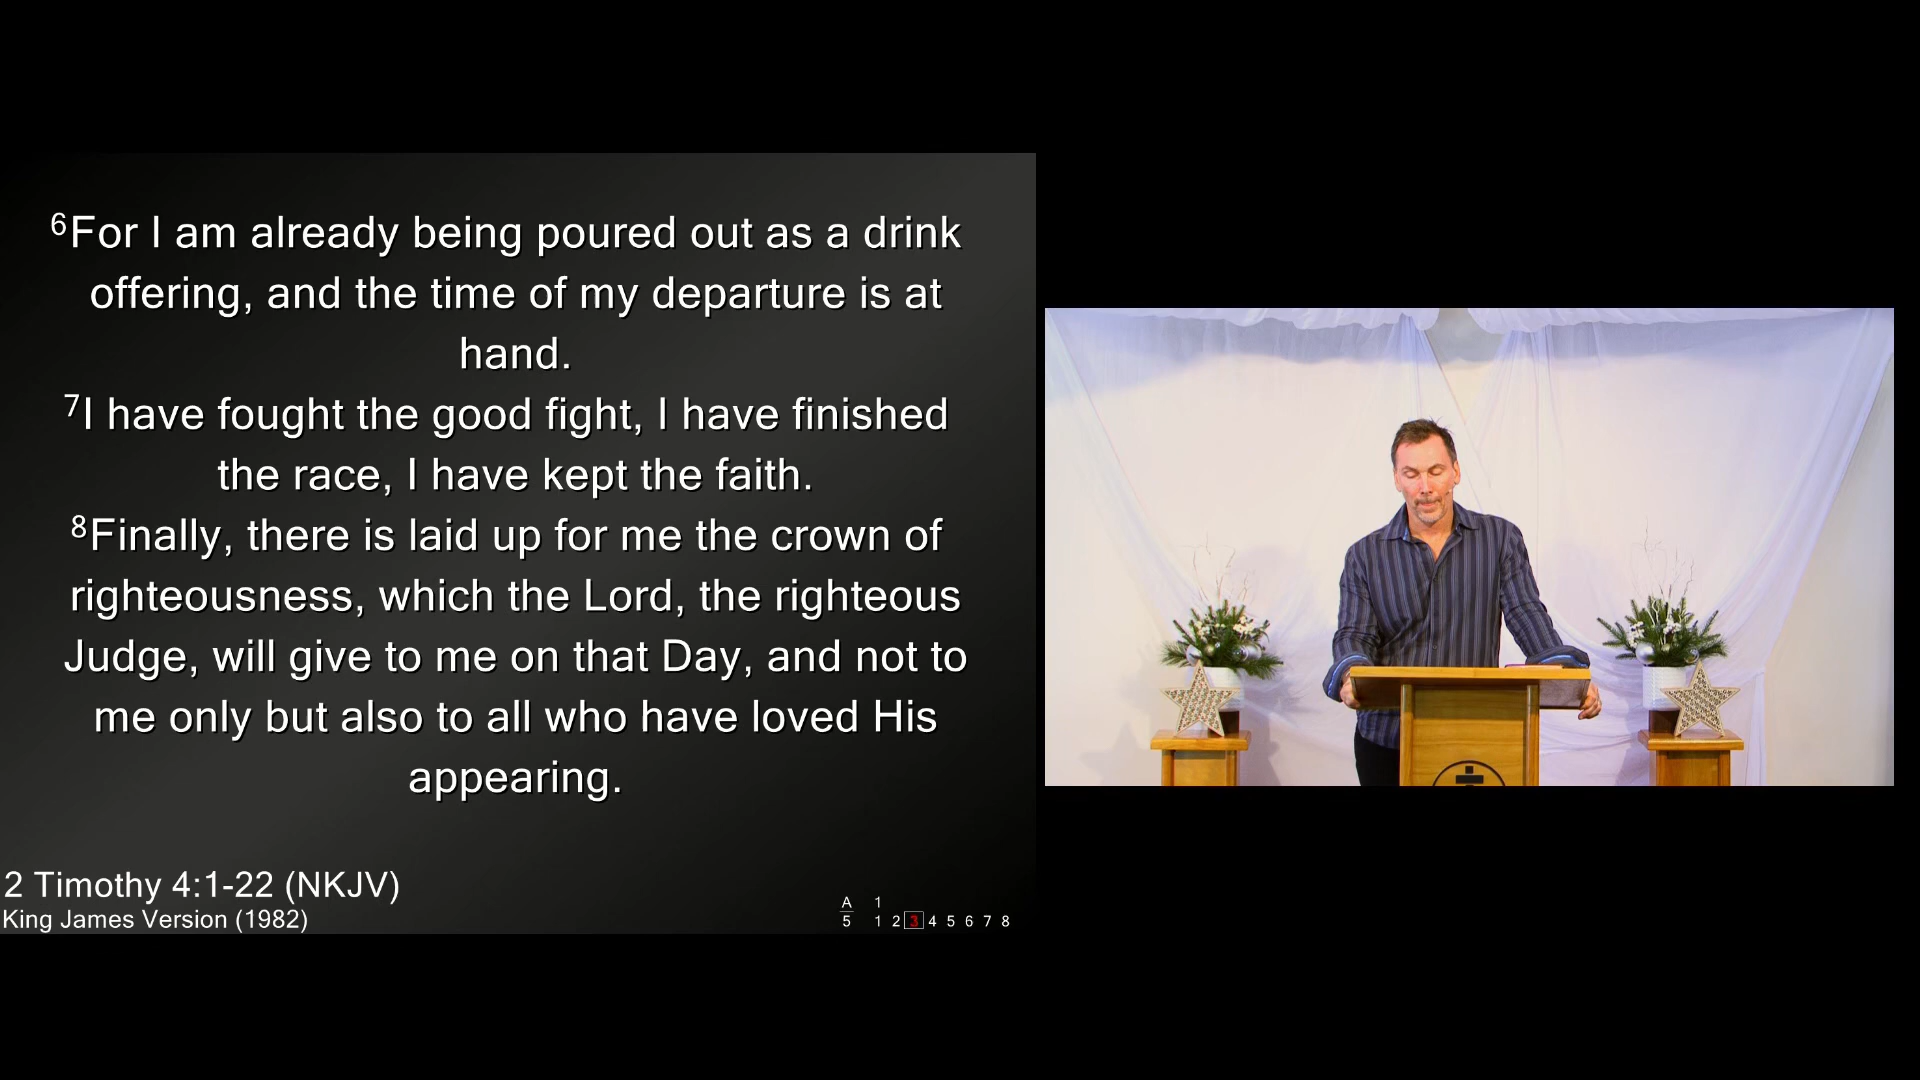 6For I am already being poured out as a drink
offering, and the time of my departure is at
hand.
7I have fought the good fight, I have finished
the race, I have kept the faith.
8Finally, there is laid up for me the crown of
righteousness, which the Lord, the righteous
Judge, will give to me on that Day, and not to
me only but also to all who have loved His
appearing.
2 Timothy 4:1-22 (NKJV)
King James Version (1982)
A 1
5 1 2 3 4 5 6 7 8